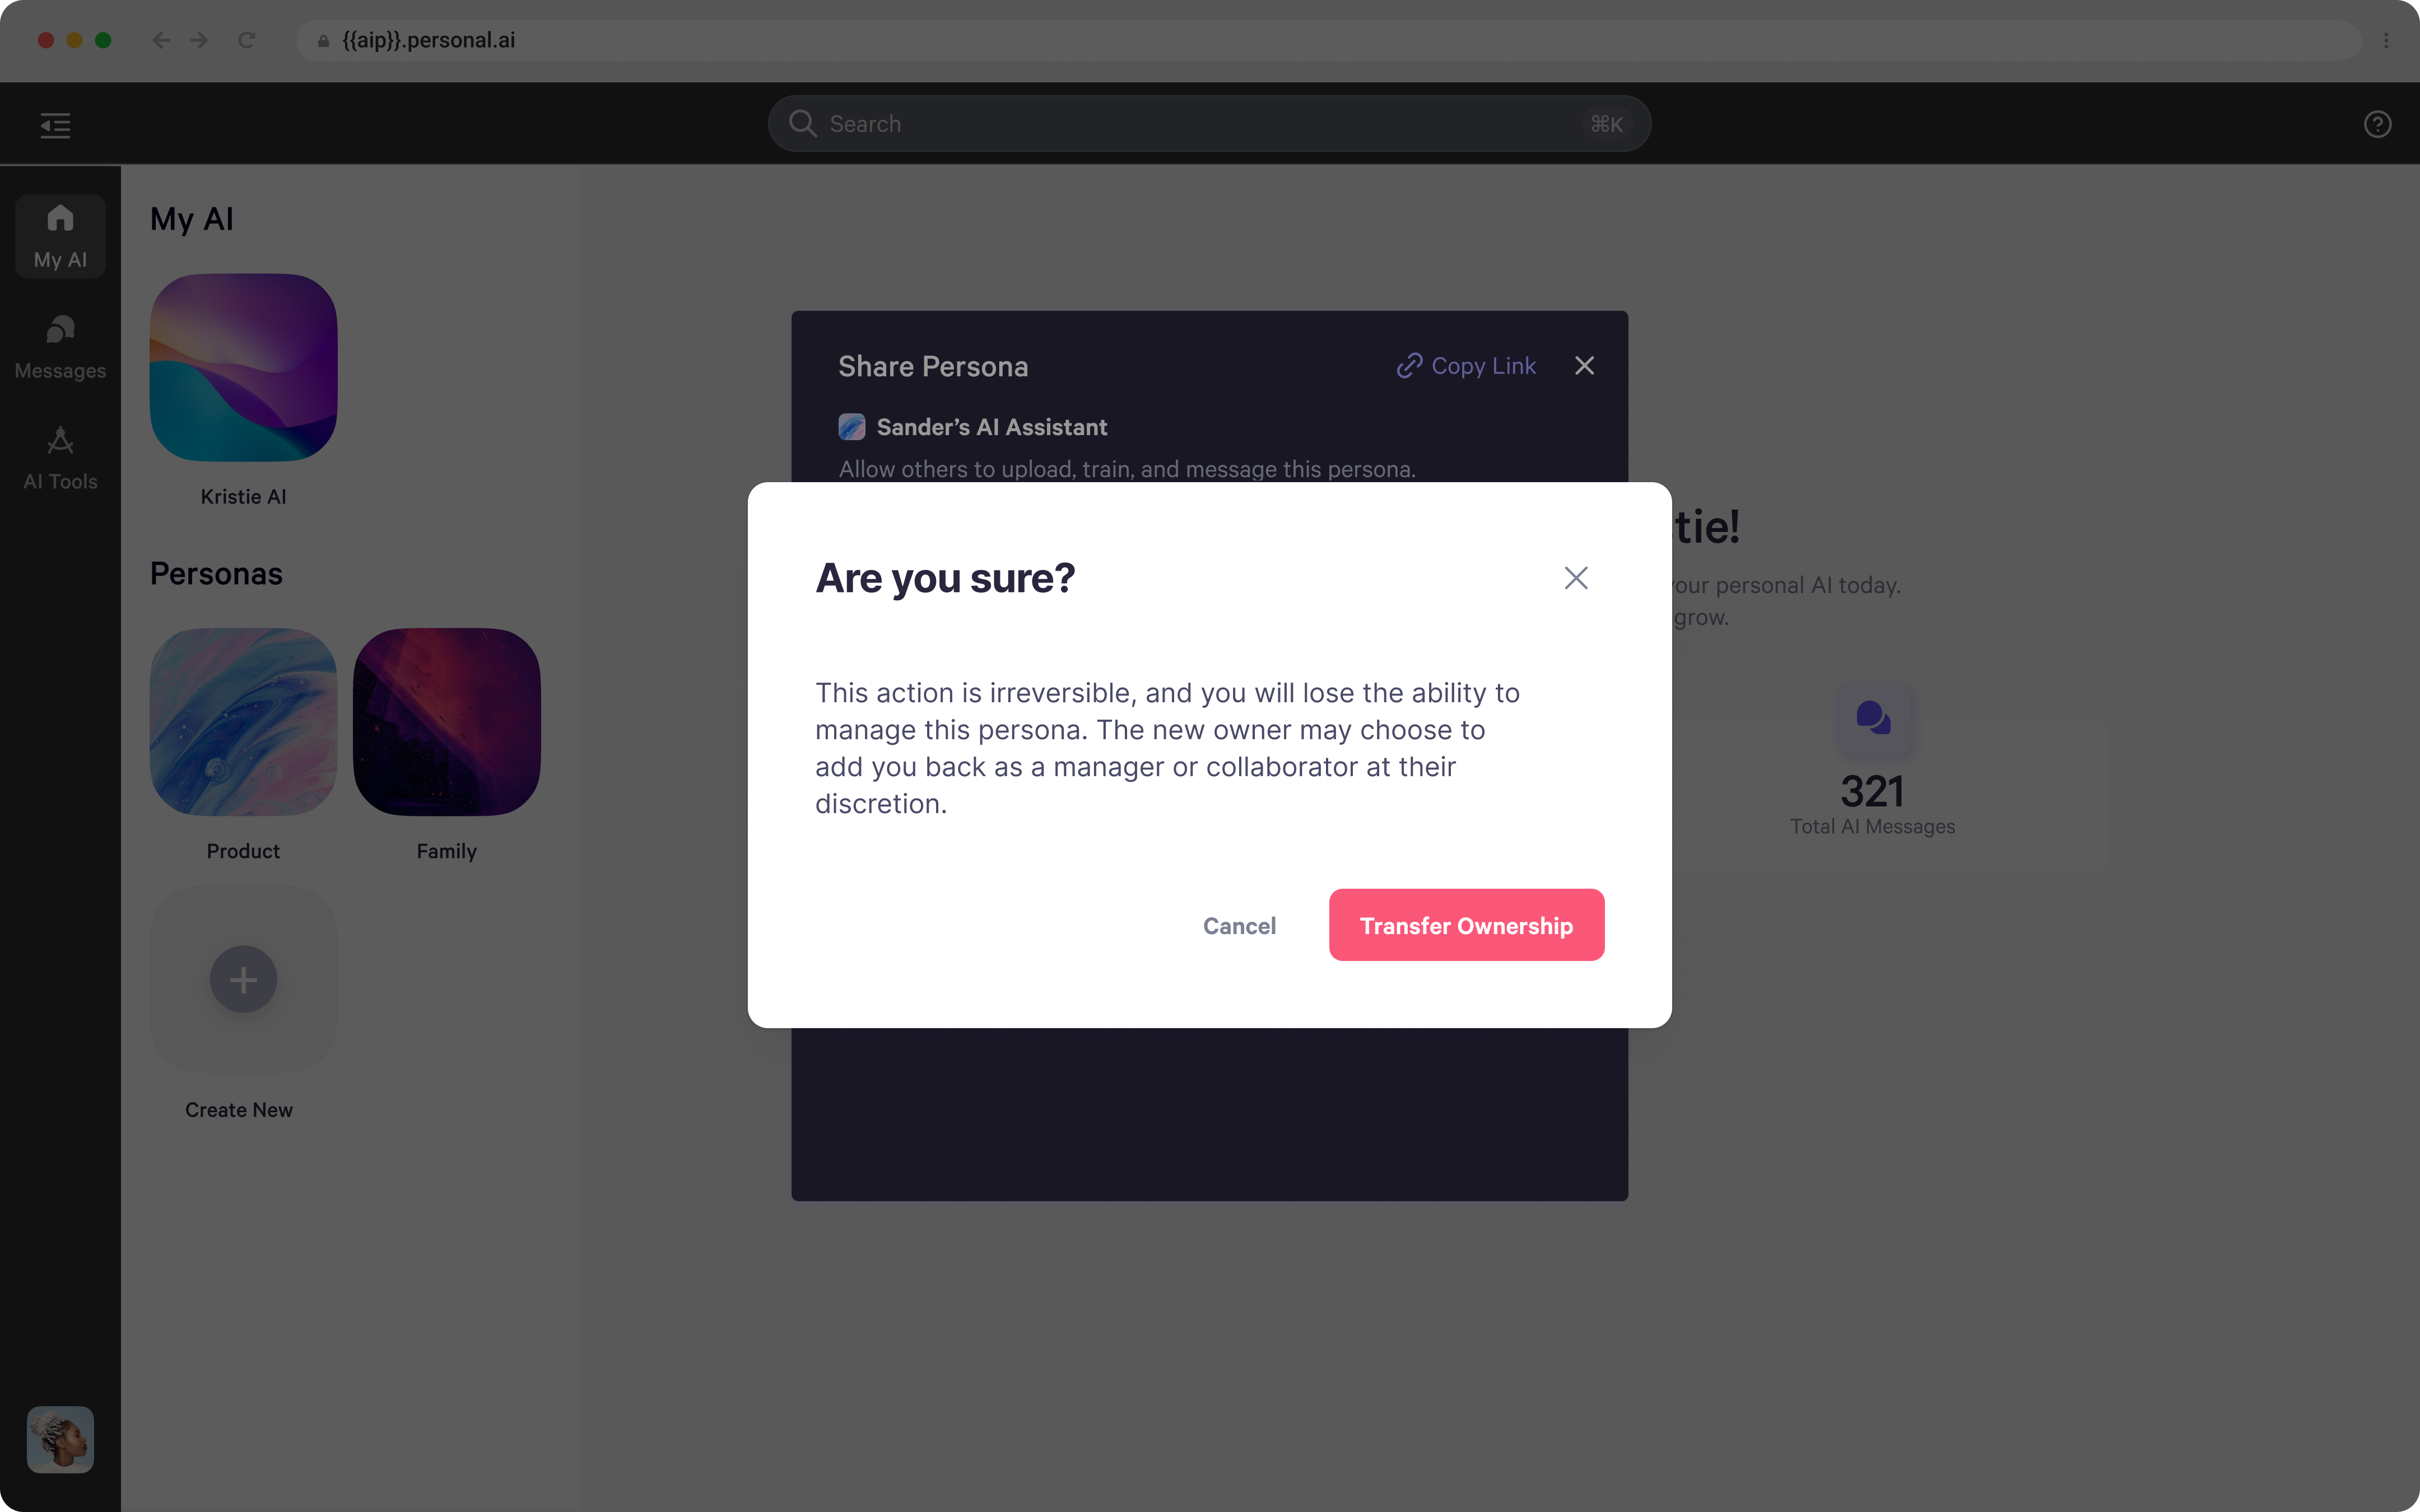 {{aip}}.personal.ai
Search
⌘K
My AI
Messages
AI Tools
My AI
Kristie AI
Personas
Product
Family
Create New
Share Persona
Copy Link
Sander’s AI Assistant
Allow others to upload, train, and message this persona.
Are you sure?
This action is irreversible, and you will lose the ability to
manage this persona. The new owner may choose to
add you back as a manager or collaborator at their
discretion.
Cancel
Transfer Ownership
tie!
our personal AI today.
grow.
321
Total AI Messages